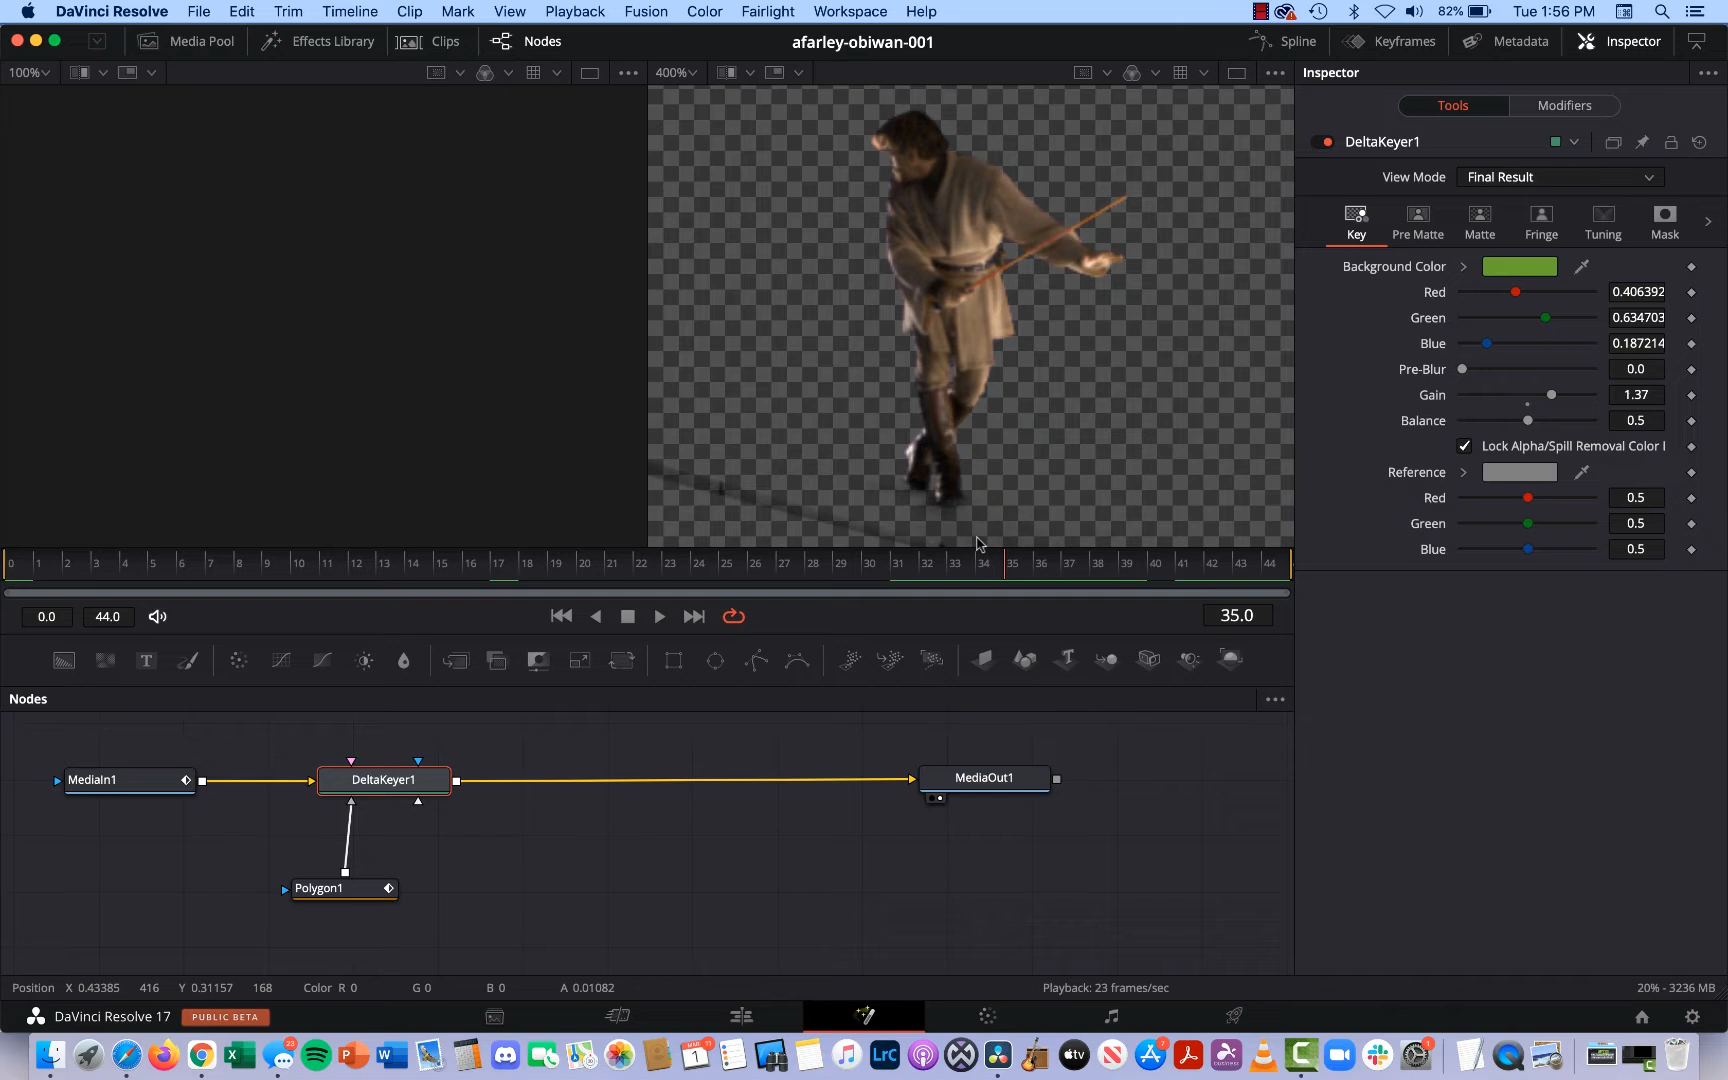 DaVinci Resolve File Edit Trim Timeline Clip Mark View Playback Fusion Color Fairlight Workspace Help 82% Tue 1:56 PM
Media Pool Effects Library Clips Nodes afarley-obiwan-001 Spline Keyframes Metadata Inspector
100% 400% Inspector
Tools Modifiers
DeltaKeyer1
View Mode Final Result
Key Pre Matte Matte Fringe Tuning Mask
Background Color
Red 0.406392
Green 0.634703
Blue 0.187214
Pre-Blur 0.0
Gain 1.37
Balance 0.5
Lock Alpha/Spill Removal Color
Reference
Red 0.5
Green 0.5
Blue 0.5
0 1 2 3 4 5 6 7 8 9 10 11 12 13 14 15 16 17 18 19 20 21 22 23 24 25 26 27 28 29 30 31 32 33 34 35 36 37 38 39 40 41 42 43 44
0.0 44.0 35.0
Nodes
MediaIn1 DeltaKeyer1 MediaOut1
Polygon1
Position X 0.43385 416 Y 0.31157 168 Color R 0 G 0 B 0 A 0.01082 Playback: 23 frames/sec 20% - 3236 MB
DaVinci Resolve 17 PUBLIC BETA
23 1 11 Lrc tv 7 1